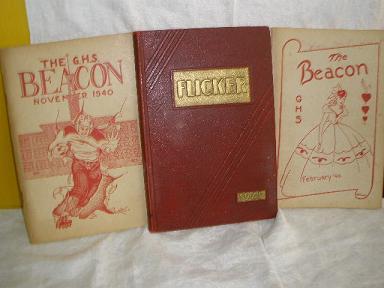 THE G.H.S.
BEACON
NOVEMBER 1940
FLICKER
The
Beacon
G
H
S
February